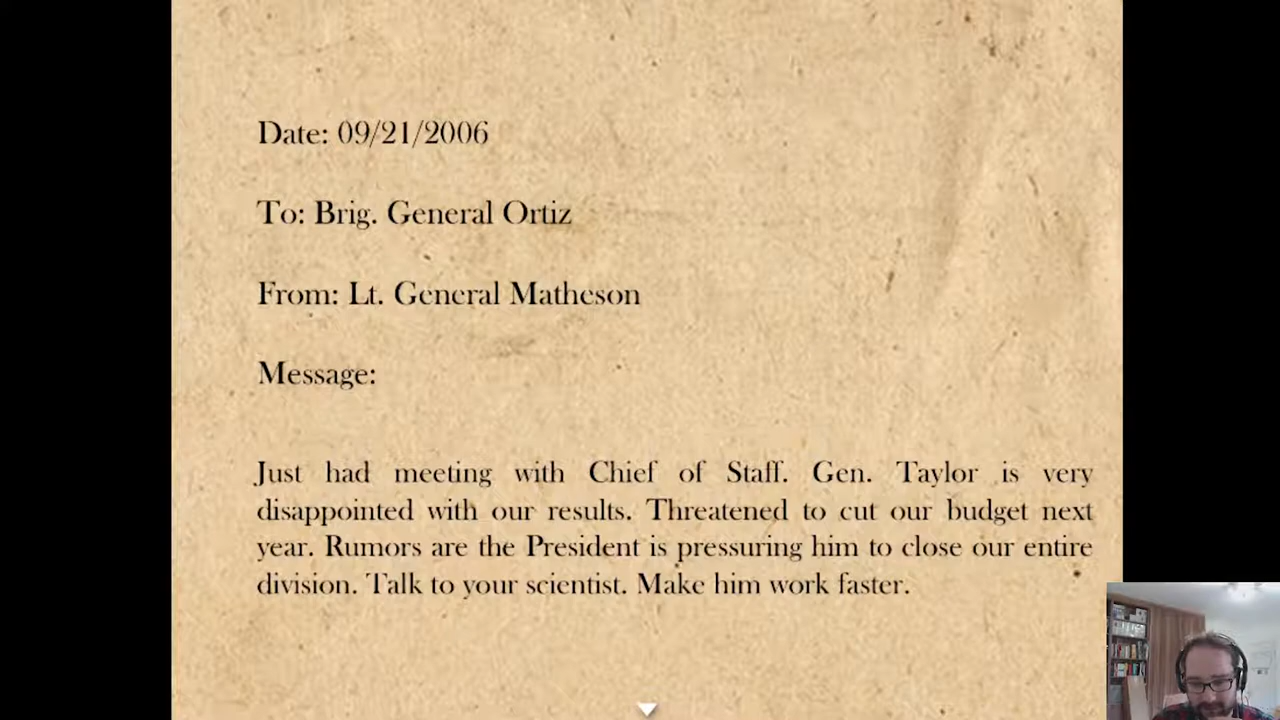 Date: 09/21/2006
To: Brig. General Ortiz
From: Lt. General Matheson
Message:
Just had meeting with Chief of Staff. Gen. Taylor is very
disappointed with our results. Threatened to cut our budget next
year. Rumors are the President is pressuring him to close our entire
division. Talk to your scientist. Make him work faster.